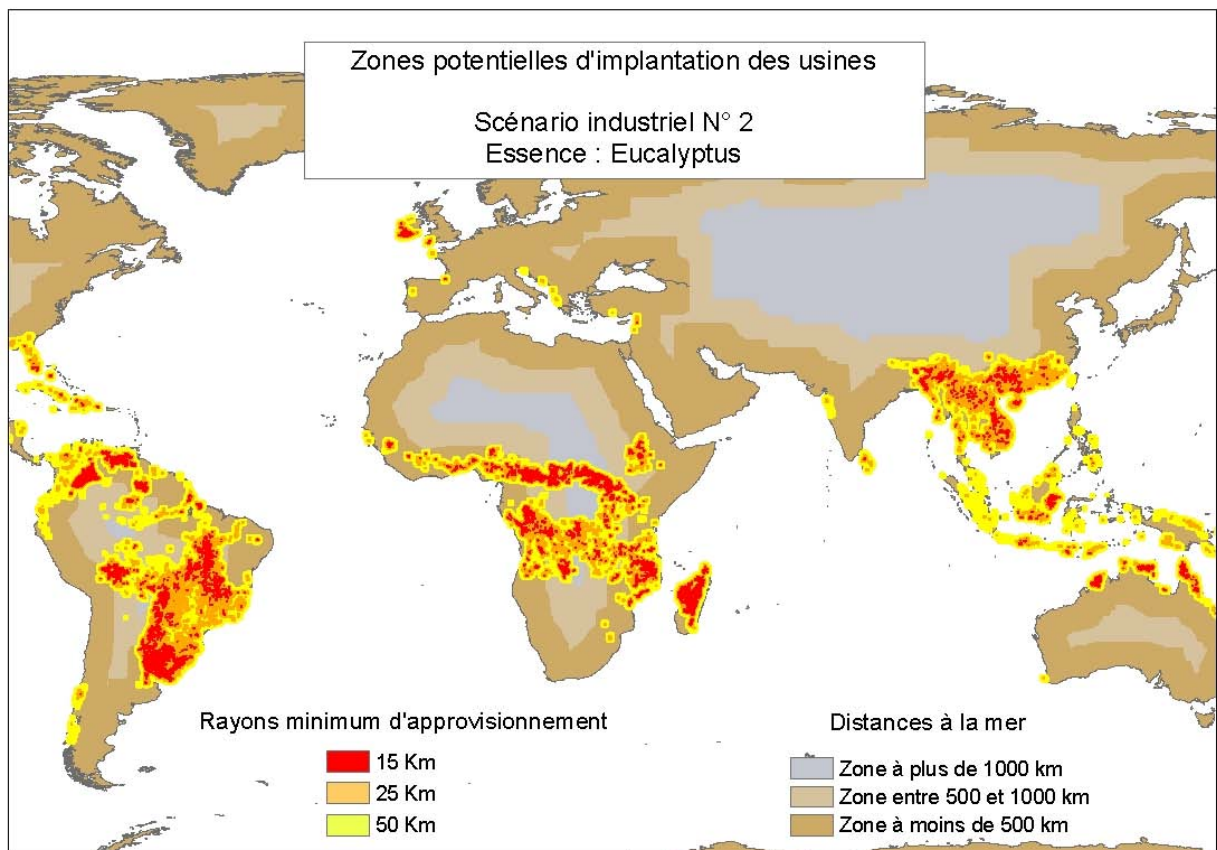 Zones potentielles d'implantation des usines
Scénario industriel N° 2
Essence : Eucalyptus
Rayons minimum d'approvisionnement
15 Km
25 Km
50 Km
Distances à la mer
Zone à plus de 1000 km
Zone entre 500 et 1000 km
Zone à moins de 500 km